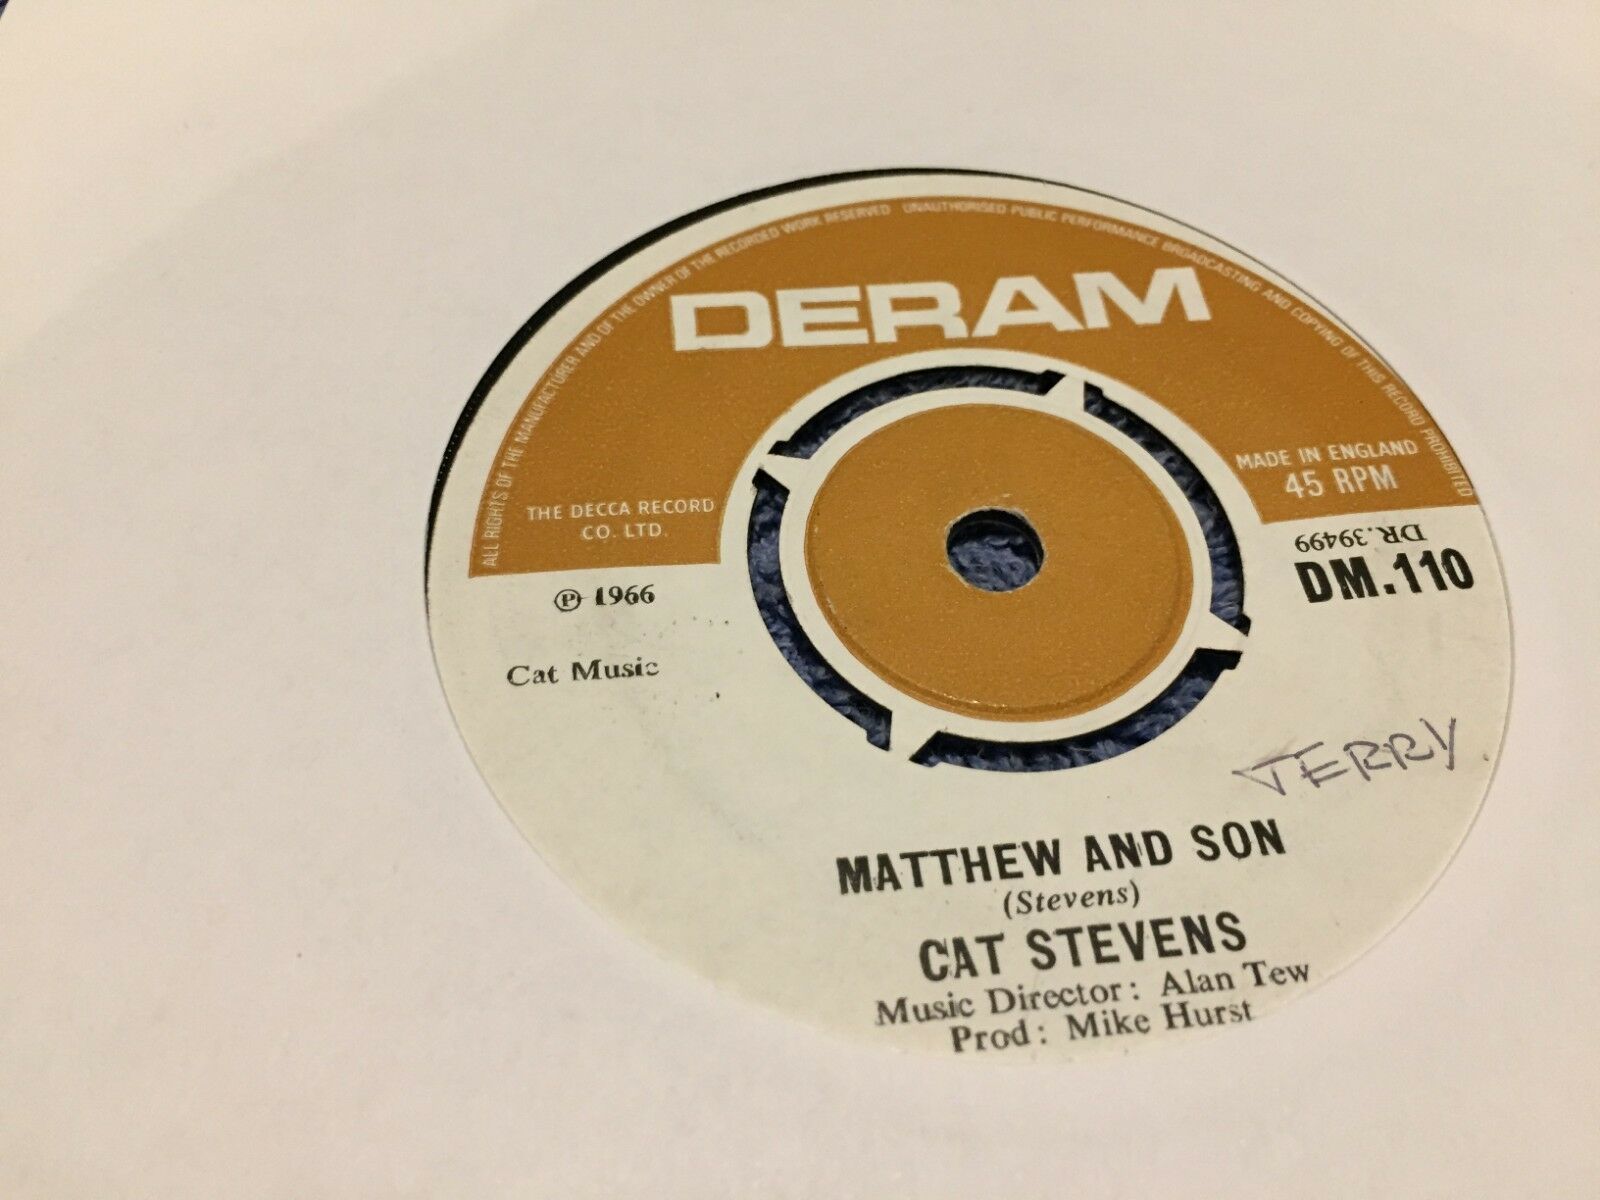 ALL RIGHTS OF THE MANUFACTURER AND OF THE OWNER OF THE RECORDED WORK RESERVED UNAUTHORISED PUBLIC PERFORMANCE BROADCASTING AND COPYING OF THIS RECORD PROHIBITED
DERAM
THE DECCA RECORD
CO. LTD.
MADE IN ENGLAND
45 RPM
DR.39499
DM.110
℗ 1966
Cat Music
TERRY
MATTHEW AND SON
(Stevens)
CAT STEVENS
Music Director: Alan Tew
Prod: Mike Hurst